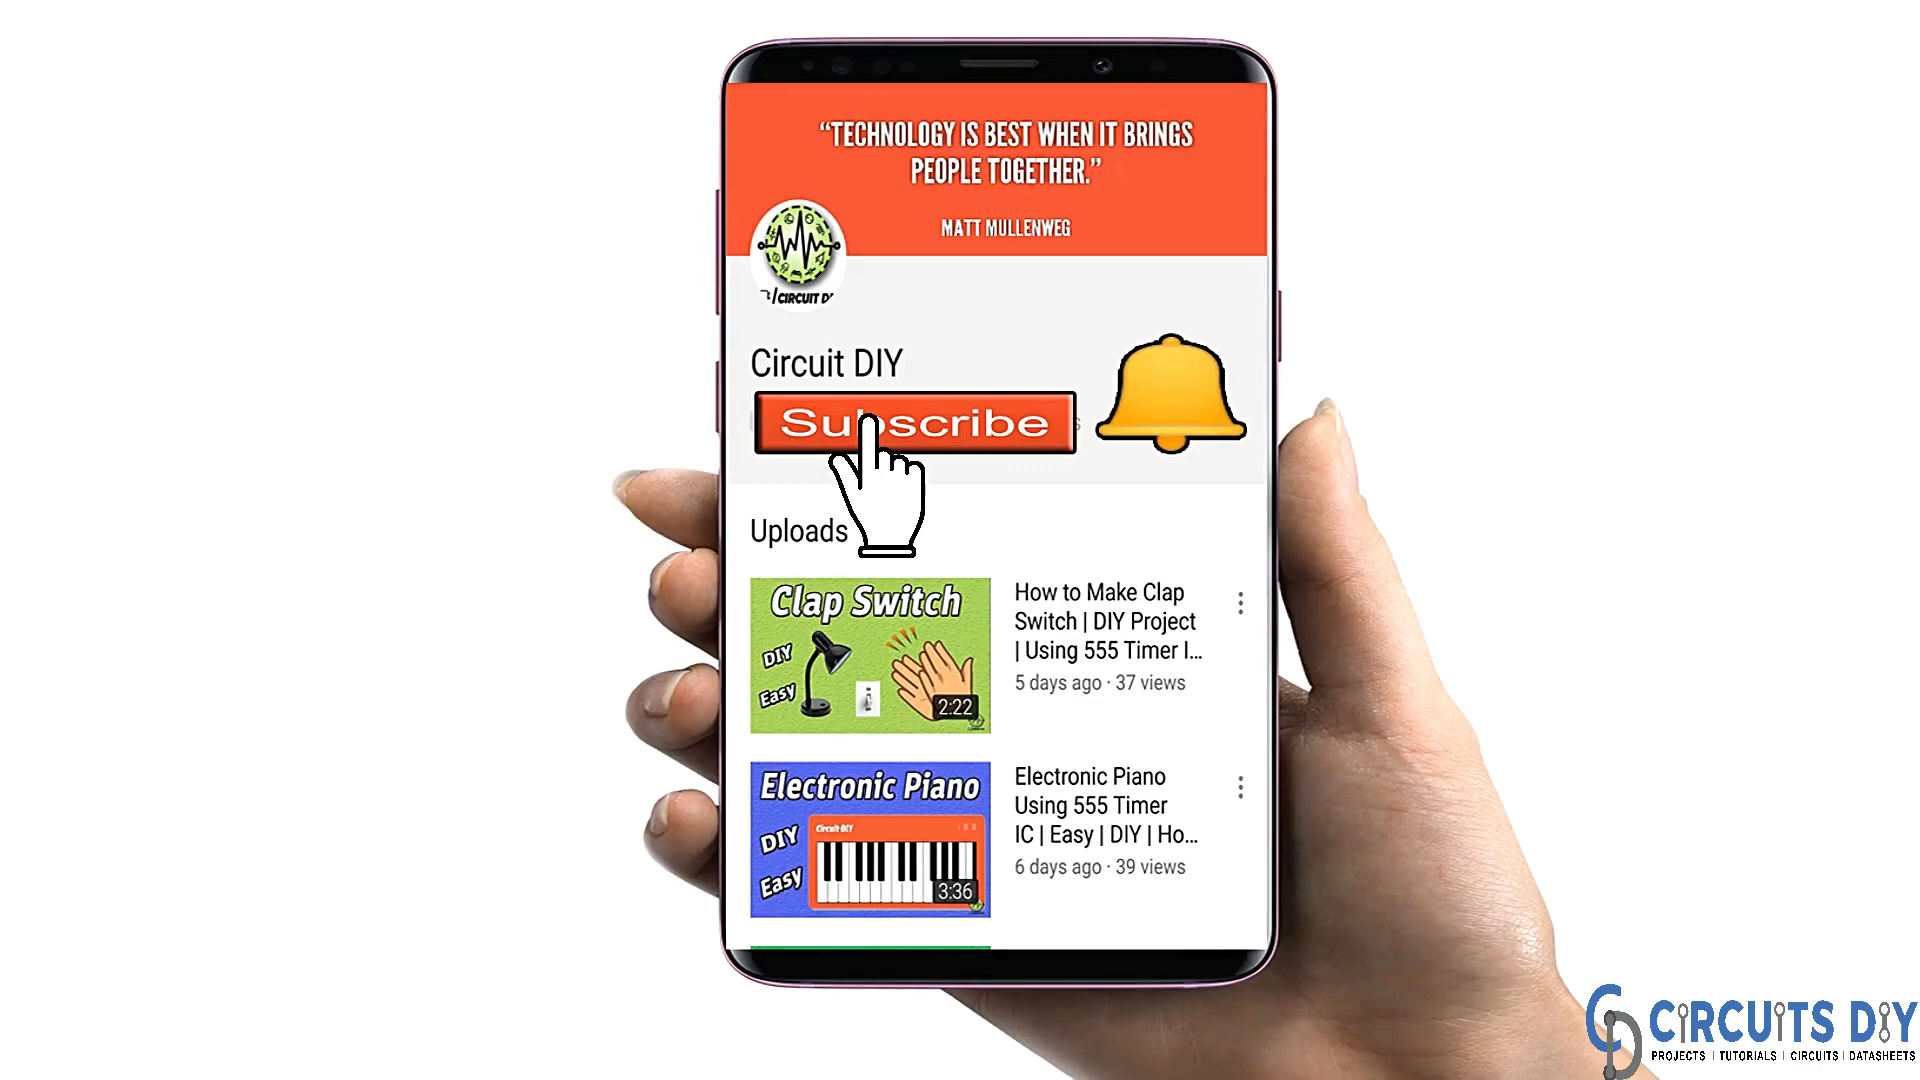 “TECHNOLOGY IS BEST WHEN IT BRINGS
PEOPLE TOGETHER.”
MATT MULLENWEG
/CIRCUIT
Circuit DIY
Subscribe
Uploads
Clap Switch
DIY
Easy
2:22
How to Make Clap
Switch | DIY Project
| Using 555 Timer I...
5 days ago · 37 views
Electronic Piano
DIY
Easy
Circuit DIY
3:36
Electronic Piano
Using 555 Timer
IC | Easy | DIY | Ho...
6 days ago · 39 views
CIRCUITS DIY
PROJECTS | TUTORIALS | CIRCUITS | DATASHEETS